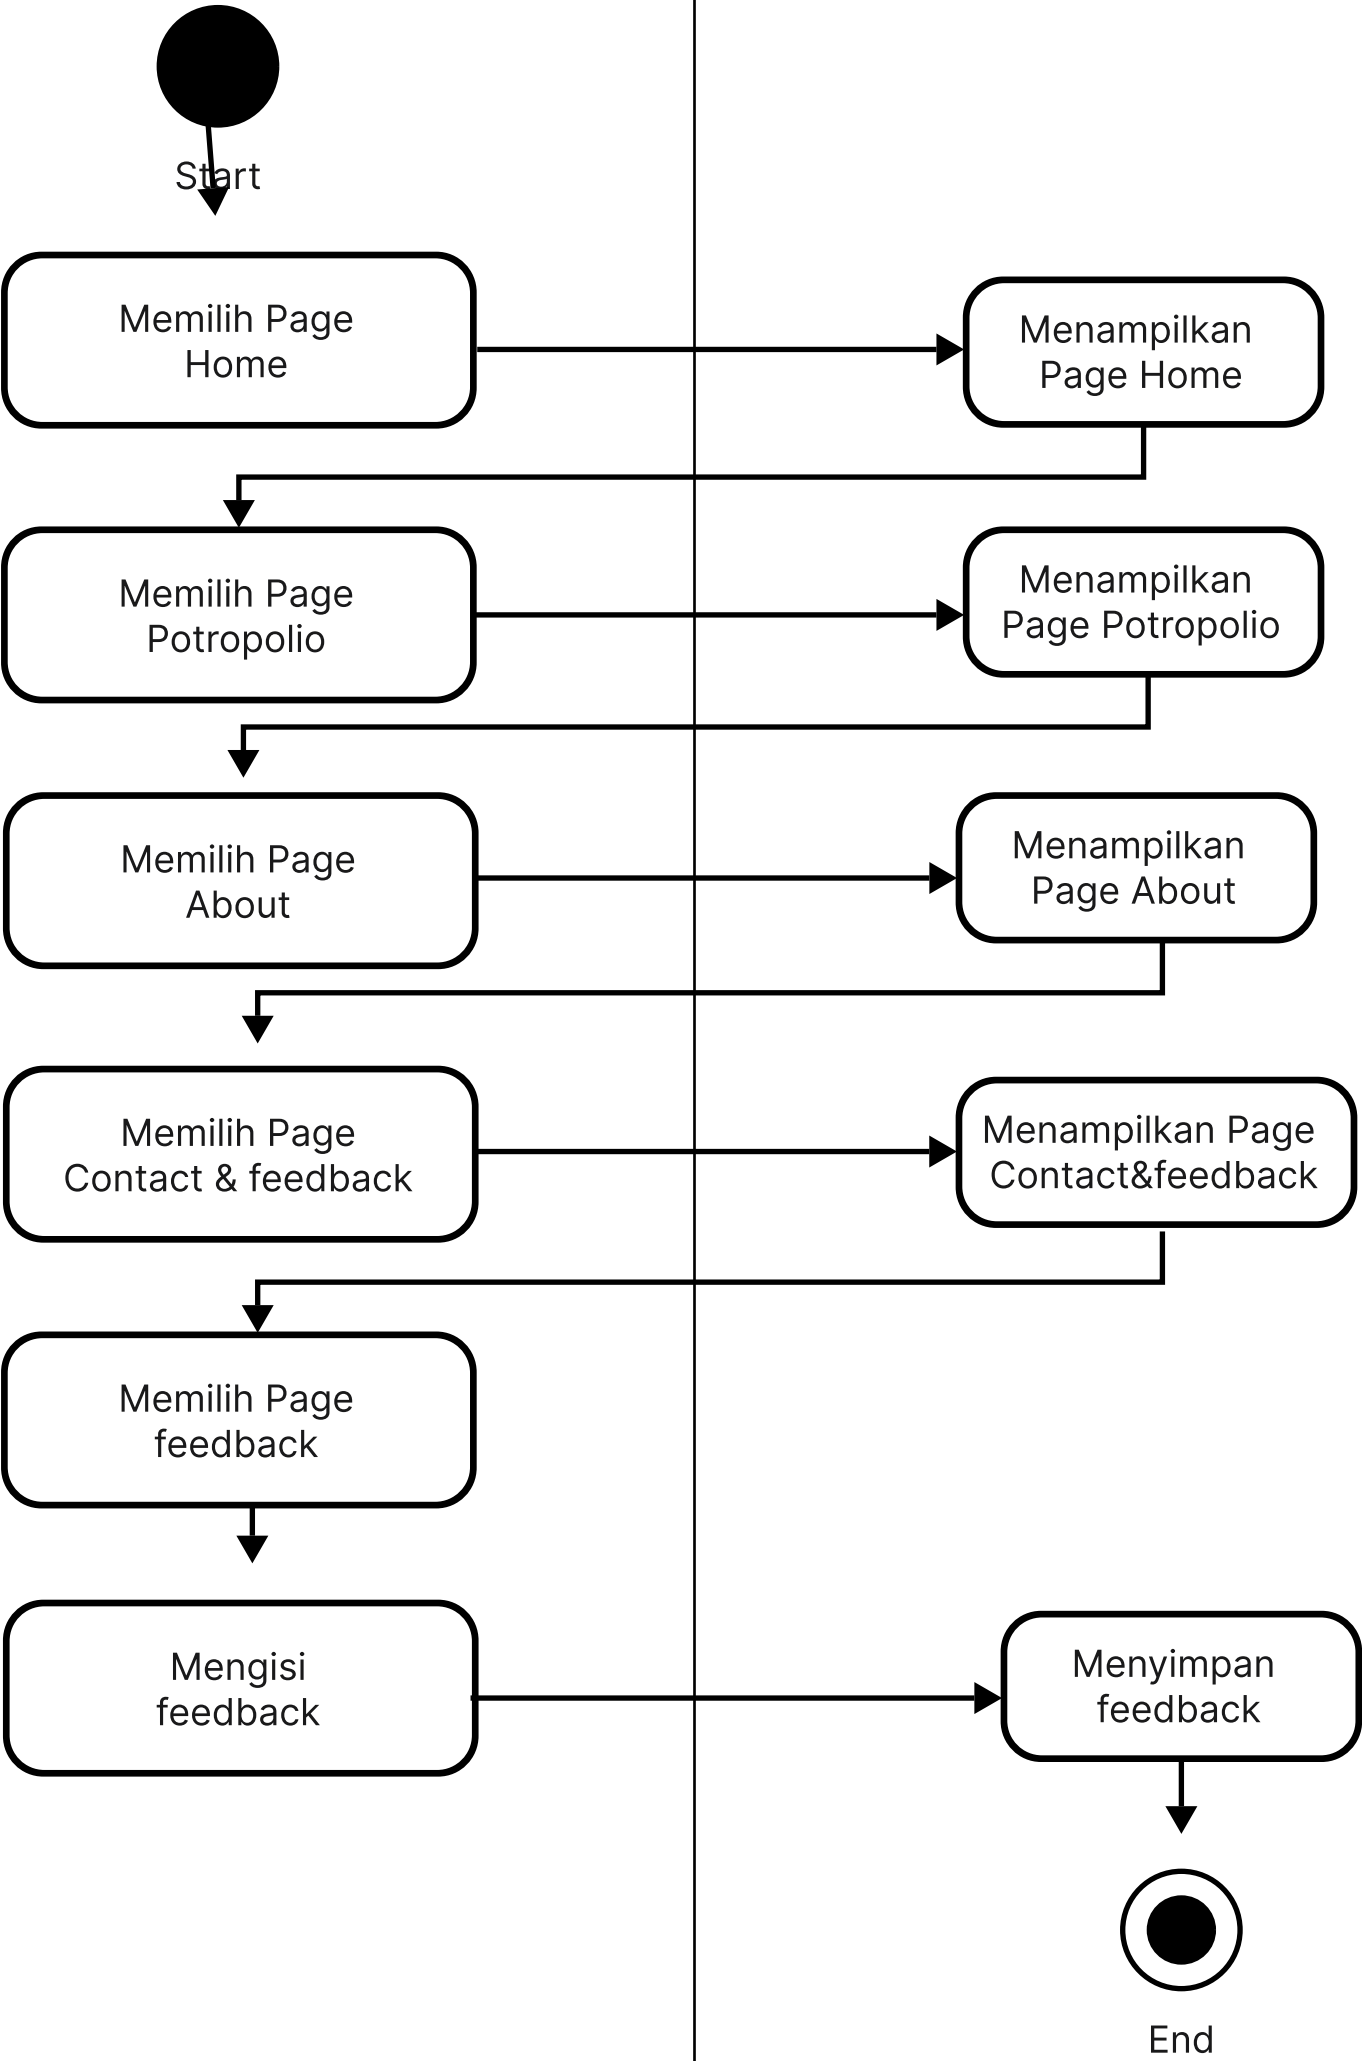 Start
Memilih Page
Home
Menampilkan
Page Home
Memilih Page
Potropolio
Menampilkan
Page Potropolio
Memilih Page
About
Menampilkan
Page About
Memilih Page
Contact & feedback
Menampilkan Page
Contact&feedback
Memilih Page
feedback
Mengisi
feedback
Menyimpan
feedback
End